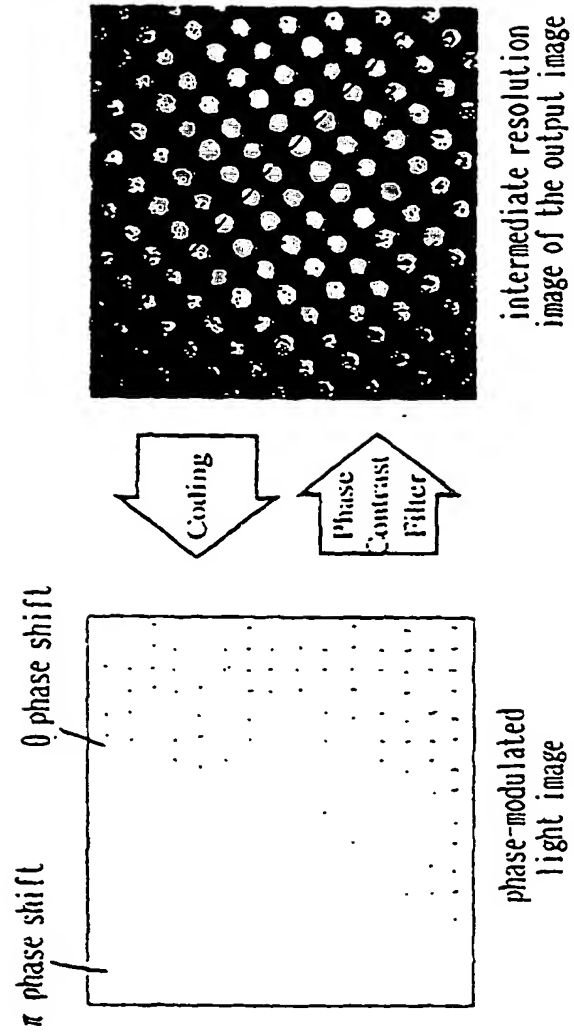 π phase shift
0 phase shift
phase-modulated
light image
Coding
Phase
Contrast
Filter
intermediate resolution
image of the output image